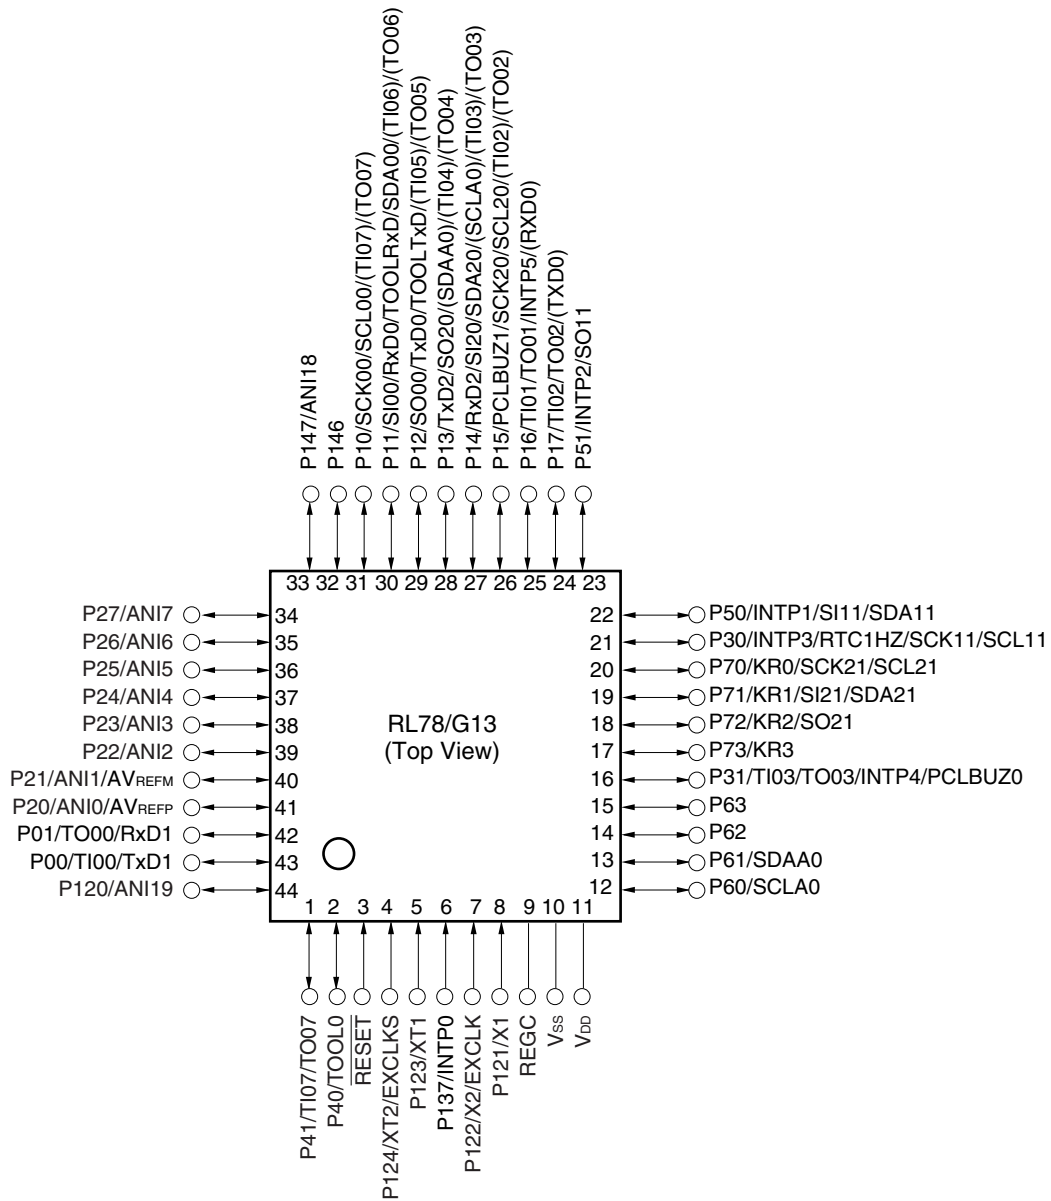 P147/ANI18
P146
P10/SCK00/SCL00/(TI07)/(TO07)
P11/SI00/RxD0/TOOLRxD/SDA00/(TI06)/(TO06)
P12/SO00/TxD0/TOOLTxD/(TI05)/(TO05)
P13/TxD2/SO20/(SDAA0)/(TI04)/(TO04)
P14/RxD2/SI20/SDA20/(SCLA0)/(TI03)/(TO03)
P15/PCLBUZ1/SCK20/SCL20/(TI02)/(TO02)
P16/TI01/TO01/INTP5/(RXD0)
P17/TI02/TO02/(TXD0)
P51/INTP2/SO11
33 32 31 30 29 28 27 26 25 24 23
P27/ANI7 34
P26/ANI6 35
P25/ANI5 36
P24/ANI4 37
P23/ANI3 38
P22/ANI2 39
P21/ANI1/AVREFM 40
P20/ANI0/AVREFP 41
P01/TO00/RxD1 42
P00/TI00/TxD1 43
P120/ANI19 44
RL78/G13
(Top View)
22 P50/INTP1/SI11/SDA11
21 P30/INTP3/RTC1HZ/SCK11/SCL11
20 P70/KR0/SCK21/SCL21
19 P71/KR1/SI21/SDA21
18 P72/KR2/SO21
17 P73/KR3
16 P31/TI03/TO03/INTP4/PCLBUZ0
15 P63
14 P62
13 P61/SDAA0
12 P60/SCLA0
1 2 3 4 5 6 7 8 9 10 11
P41/TI07/TO07
P40/TOOL0
RESET
P124/XT2/EXCLKS
P123/XT1
P137/INTP0
P122/X2/EXCLK
P121/X1
REGC
VSS
VDD